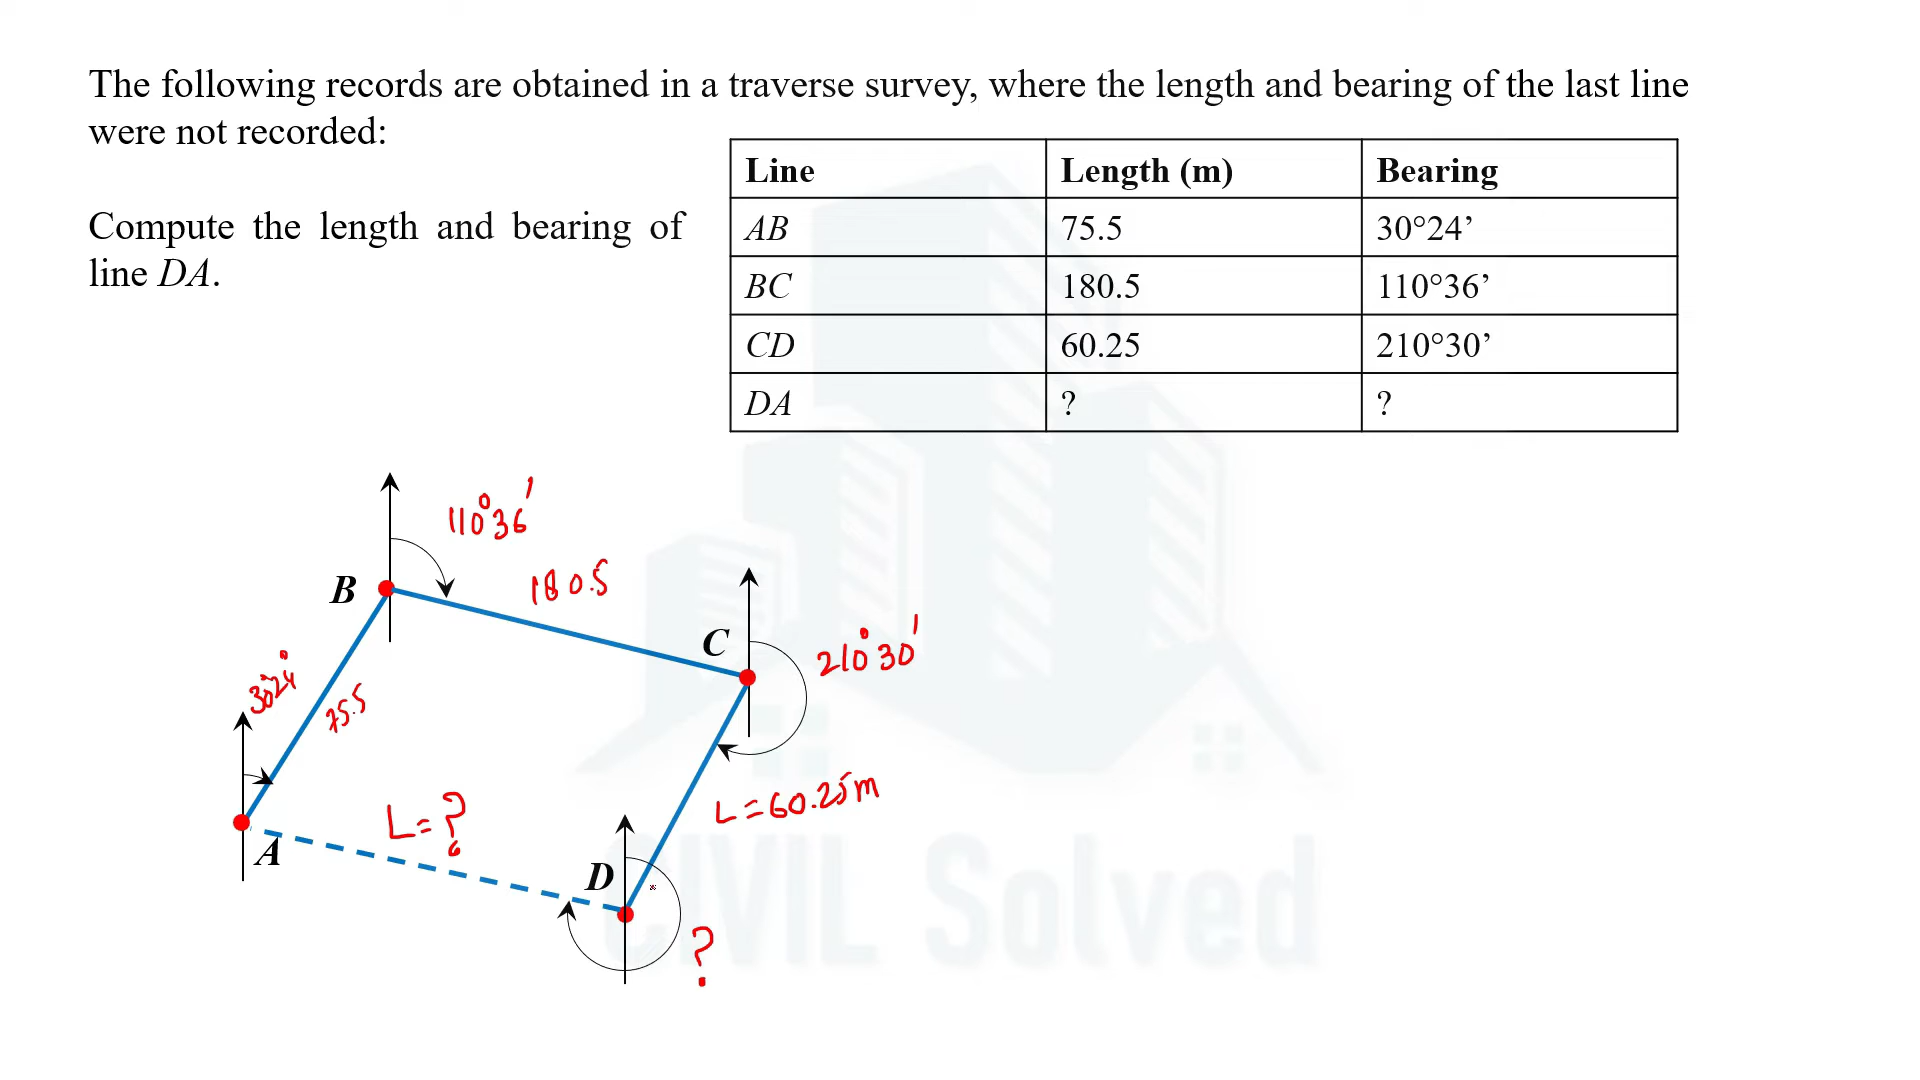 The following records are obtained in a traverse survey, where the length and bearing of the last line
were not recorded:
Compute the length and bearing of
line DA.
Line Length (m) Bearing
AB 75.5 30°24’
BC 180.5 110°36’
CD 60.25 210°30’
DA ? ?
110°36'
B
180.5
C
210°30'
30°24'
75.5
L=?
A
L=60.25m
D
?
CIVIL Solved